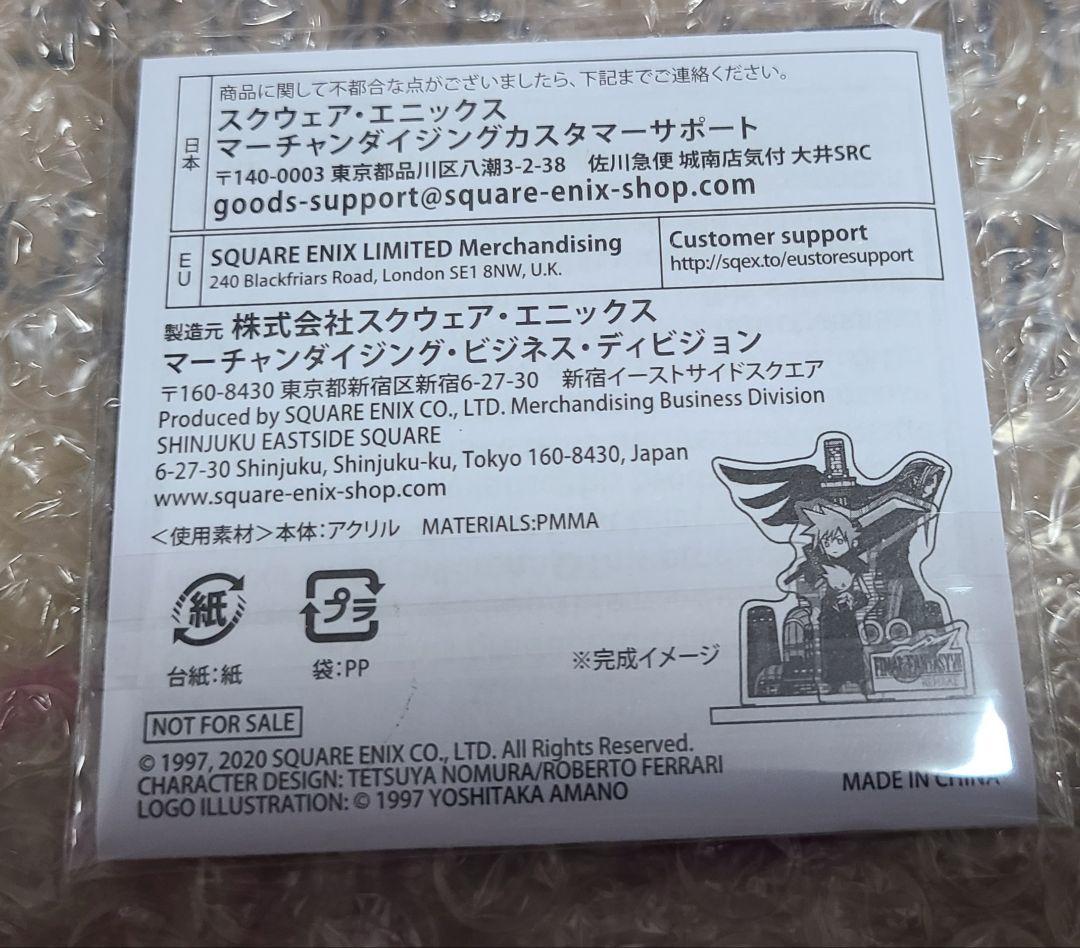 日本
商品に関して不都合な点がございましたら、下記までご連絡ください。
スクウェア・エニックス
マーチャンダイジングカスタマーサポート
〒140-0003 東京都品川区八潮3-2-38　佐川急便 城南店気付 大井SRC
goods-support@square-enix-shop.com
EU
SQUARE ENIX LIMITED Merchandising
240 Blackfriars Road, London SE1 8NW, U.K.
Customer support
http://sqex.to/eustoresupport
製造元 株式会社スクウェア・エニックス
マーチャンダイジング・ビジネス・ディビジョン
〒160-8430 東京都新宿区新宿6-27-30　新宿イーストサイドスクエア
Produced by SQUARE ENIX CO., LTD. Merchandising Business Division
SHINJUKU EASTSIDE SQUARE
6-27-30 Shinjuku, Shinjuku-ku, Tokyo 160-8430, Japan
www.square-enix-shop.com
＜使用素材＞本体：アクリル　MATERIALS:PMMA
紙
プラ
台紙：紙
袋：PP
※完成イメージ
FINAL FANTASY VII
REMAKE
NOT FOR SALE
© 1997, 2020 SQUARE ENIX CO., LTD. All Rights Reserved.
CHARACTER DESIGN: TETSUYA NOMURA/ROBERTO FERRARI
LOGO ILLUSTRATION: © 1997 YOSHITAKA AMANO
MADE IN CHINA